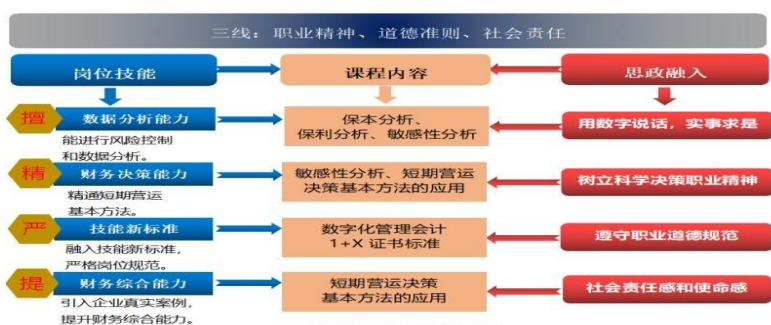 三线：职业精神、道德准则、社会责任
岗位技能
课程内容
思政融入
擅
数据分析能力
能进行风险控制
和数据分析。
保本分析、
保利分析、敏感性分析
用数字说话，实事求是
精
财务决策能力
精通短期营运
基本方法。
敏感性分析、短期营运
决策基本方法的应用
树立科学决策职业精神
严
技能新标准
融入技能新标准，
严格岗位规范。
数字化管理会计
1+X 证书标准
遵守职业道德规范
提
财务综合能力
引入企业真实案例，
提升财务综合能力。
短期营运决策
基本方法的应用
社会责任感和使命感